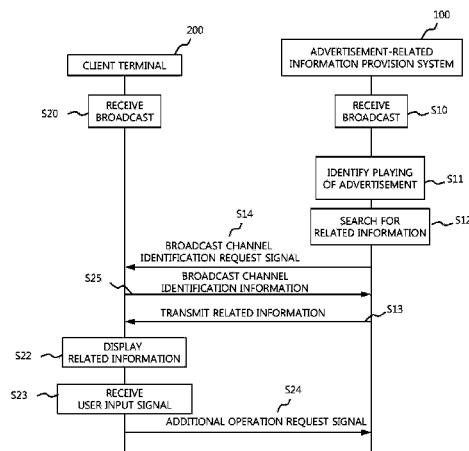 200
CLIENT TERMINAL
100
ADVERTISEMENT-RELATED
INFORMATION PROVISION SYSTEM
S20
RECEIVE
BROADCAST
RECEIVE
BROADCAST
S10
IDENTIFY PLAYING
OF ADVERTISEMENT
S11
SEARCH FOR
RELATED INFORMATION
S12
S14
BROADCAST CHANNEL
IDENTIFICATION REQUEST SIGNAL
S25
BROADCAST CHANNEL
IDENTIFICATION INFORMATION
TRANSMIT RELATED INFORMATION
S13
S22
DISPLAY
RELATED INFORMATION
S23
RECEIVE
USER INPUT SIGNAL
S24
ADDITIONAL OPERATION REQUEST SIGNAL